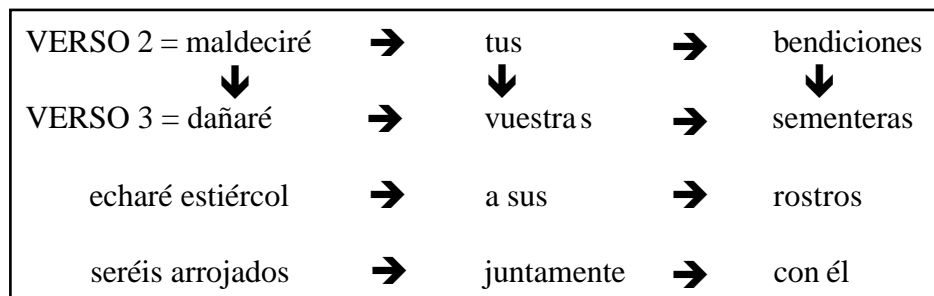 VERSO 2 = maldeciré → tus → bendiciones
↓ ↓ ↓
VERSO 3 = dañaré → vuestras → sementeras
echaré estiércol → a sus → rostros
seréis arrojados → juntamente → con él